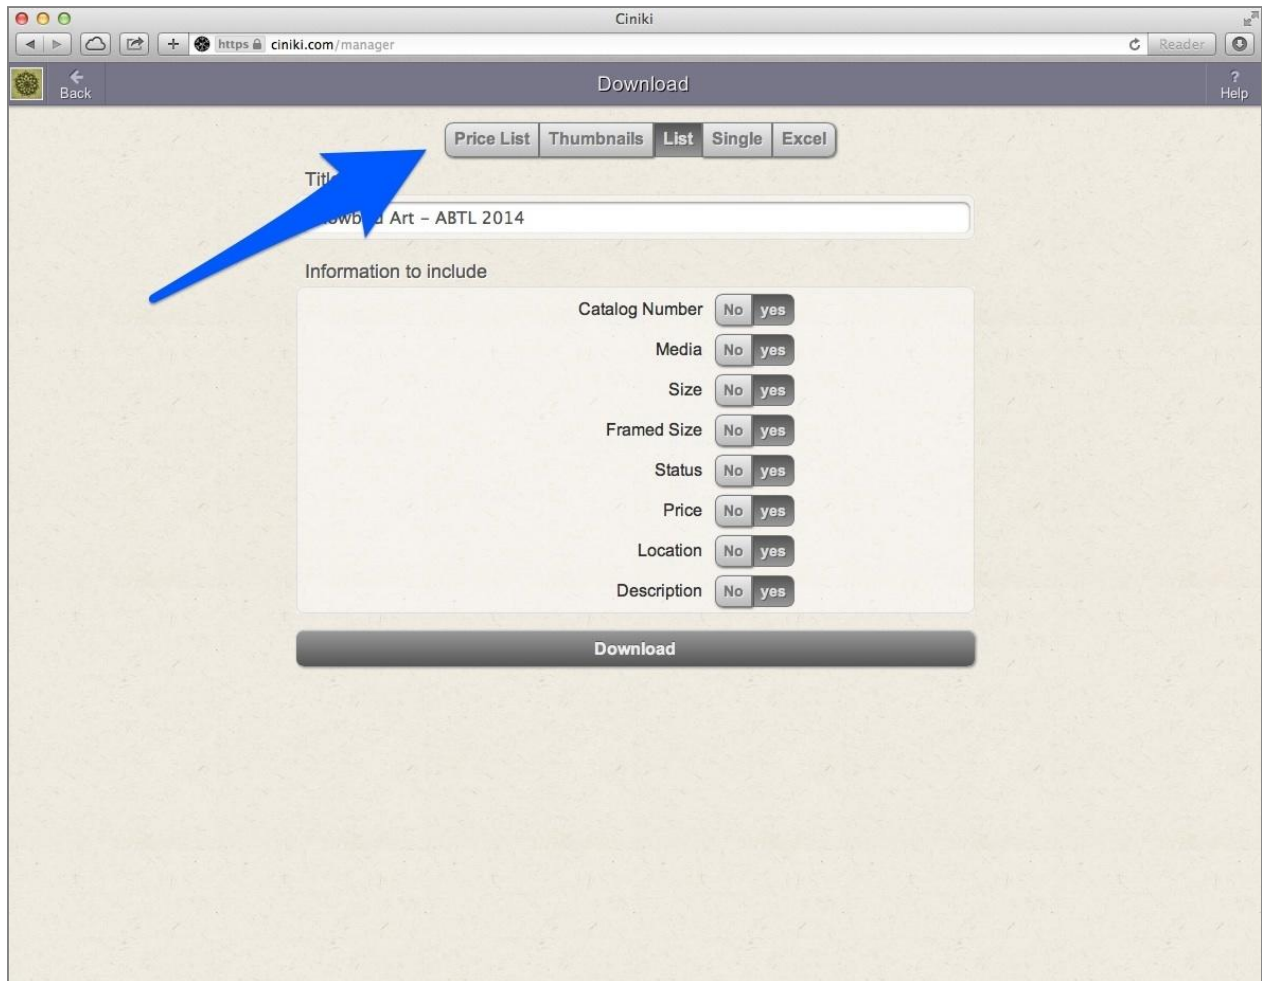 Ciniki
https ciniki.com/manager
Reader
Back
Download
?
Help
Price List Thumbnails List Single Excel
Art – ABTL 2014
Information to include
Catalog Number No yes
Media No yes
Size No yes
Framed Size No yes
Status No yes
Price No yes
Location No yes
Description No yes
Download